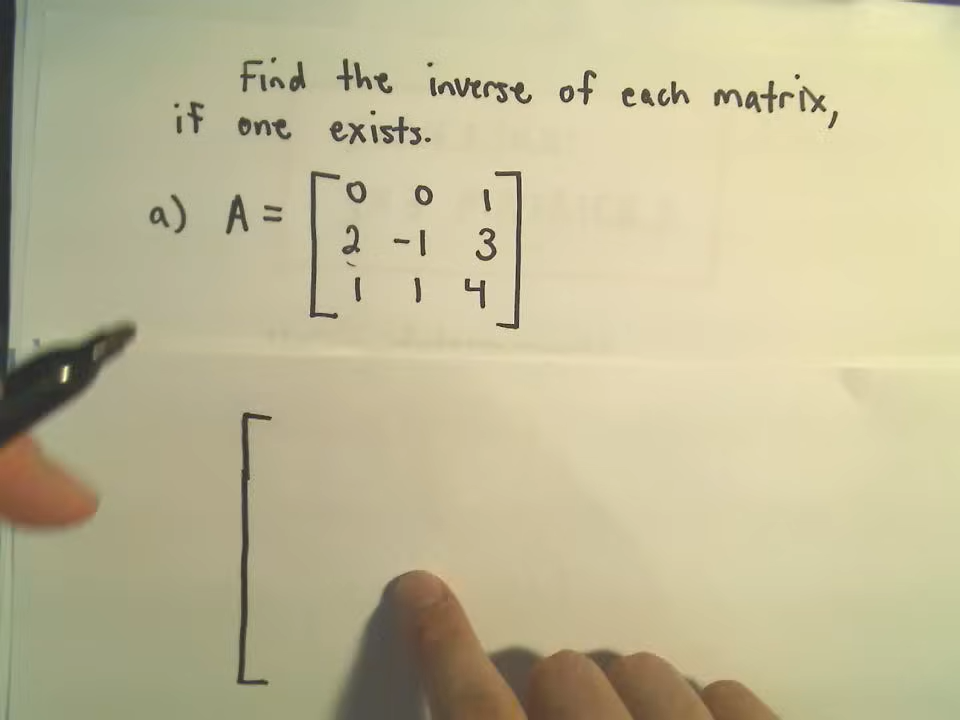 Find the inverse of each matrix,
if one exists.
a) A = [0 0 1
2 -1 3
1 1 4]
[